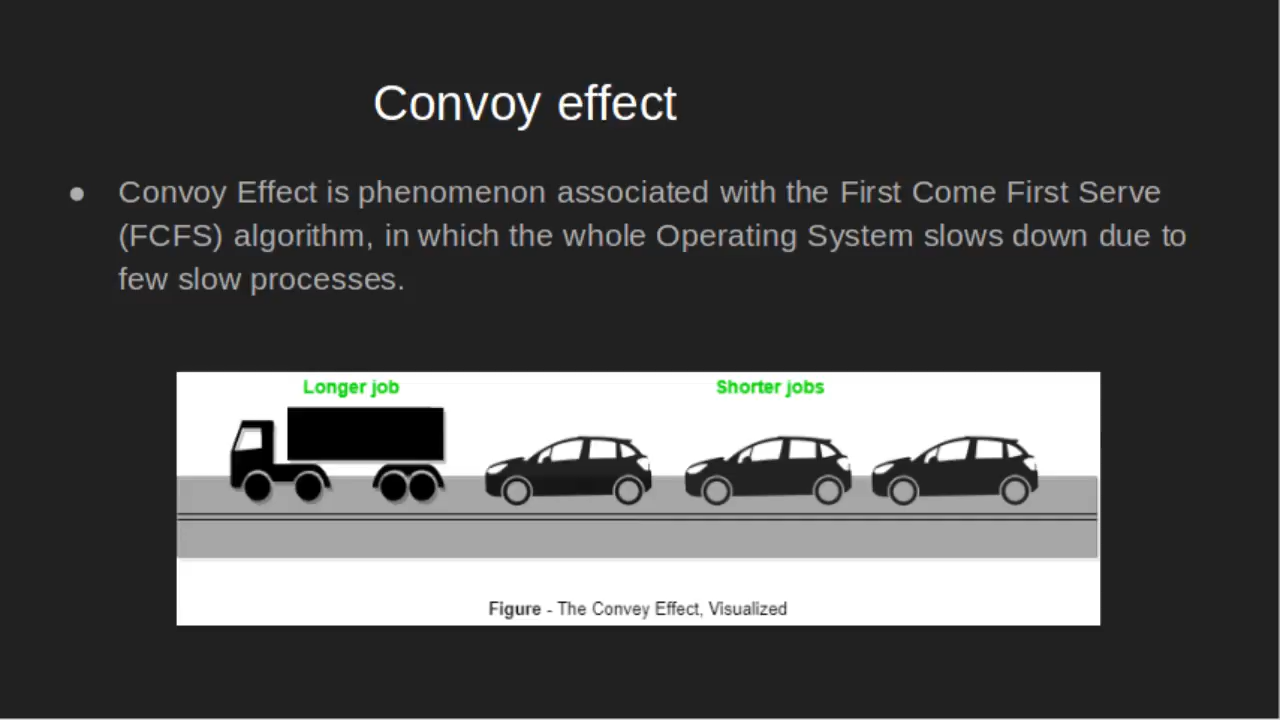 Convoy effect
● Convoy Effect is phenomenon associated with the First Come First Serve
(FCFS) algorithm, in which the whole Operating System slows down due to
few slow processes.
Longer job
Shorter jobs
Figure - The Convey Effect, Visualized